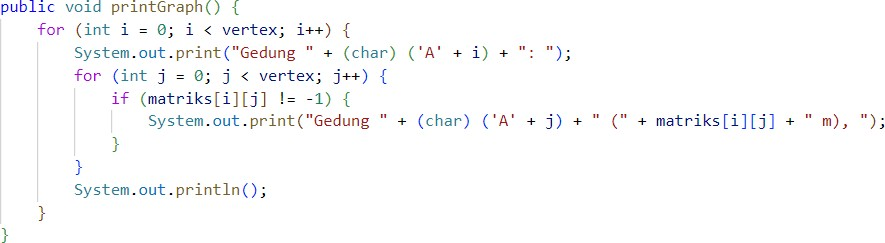 public void printGraph() {
    for (int i = 0; i < vertex; i++) {
        System.out.print("Gedung " + (char) ('A' + i) + ": ");
        for (int j = 0; j < vertex; j++) {
            if (matriks[i][j] != -1) {
                System.out.print("Gedung " + (char) ('A' + j) + " (" + matriks[i][j] + " m), ");
            }
        }
        System.out.println();
    }
}